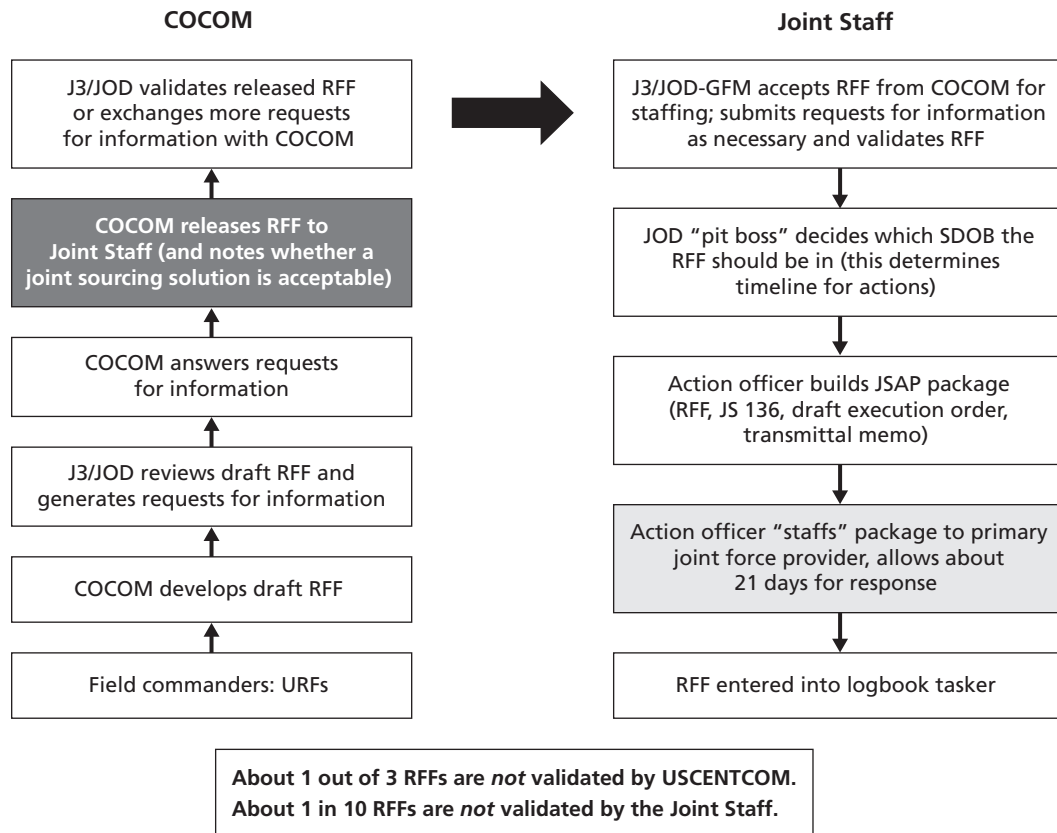 COCOM
J3/JOD validates released RFF
or exchanges more requests
for information with COCOM
COCOM releases RFF to
Joint Staff (and notes whether a
joint sourcing solution is acceptable)
COCOM answers requests
for information
J3/JOD reviews draft RFF and
generates requests for information
COCOM develops draft RFF
Field commanders: URFs
Joint Staff
J3/JOD-GFM accepts RFF from COCOM for
staffing; submits requests for information
as necessary and validates RFF
JOD “pit boss” decides which SDOB the
RFF should be in (this determines
timeline for actions)
Action officer builds JSAP package
(RFF, JS 136, draft execution order,
transmittal memo)
Action officer “staffs” package to primary
joint force provider, allows about
21 days for response
RFF entered into logbook tasker
About 1 out of 3 RFFs are not validated by USCENTCOM.
About 1 in 10 RFFs are not validated by the Joint Staff.